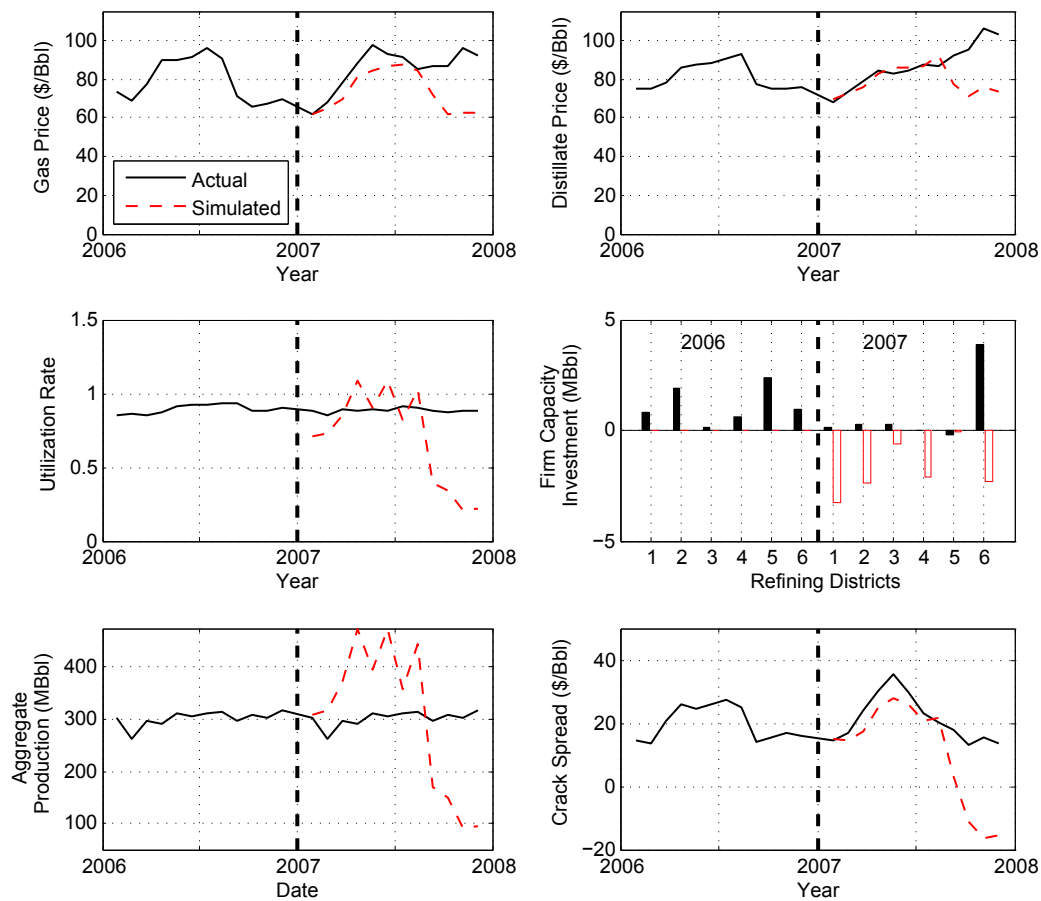 Gas Price ($/Bbl)
100
80
60
40
20
0
Actual
Simulated
2006
2007
2008
Year
Distillate Price ($/Bbl)
100
80
60
40
20
0
2006
2007
2008
Year
Utilization Rate
1.5
1
0.5
0
2006
2007
2008
Year
Firm Capacity
Investment (MBbl)
5
0
−5
2006
2007
1 2 3 4 5 6 1 2 3 4 5 6
Refining Districts
Aggregate
Production (MBbl)
400
300
200
100
2006
2007
2008
Date
Crack Spread ($/Bbl)
40
20
0
−20
2006
2007
2008
Year